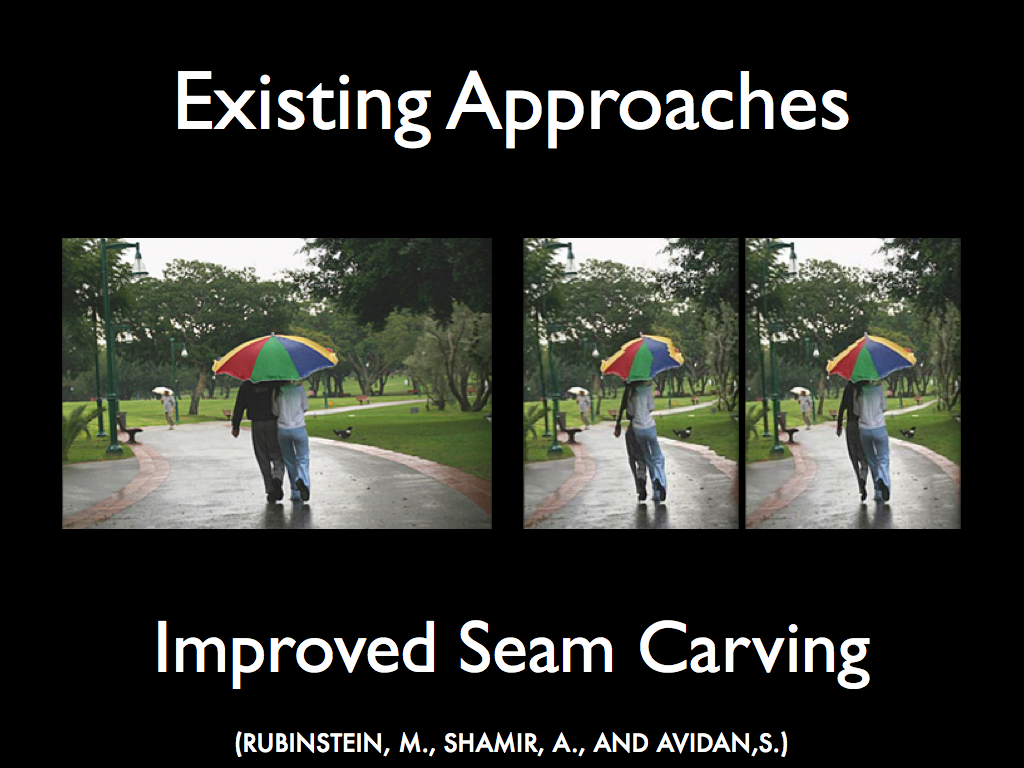 Existing Approaches
Improved Seam Carving
(RUBINSTEIN, M., SHAMIR, A., AND AVIDAN,S.)